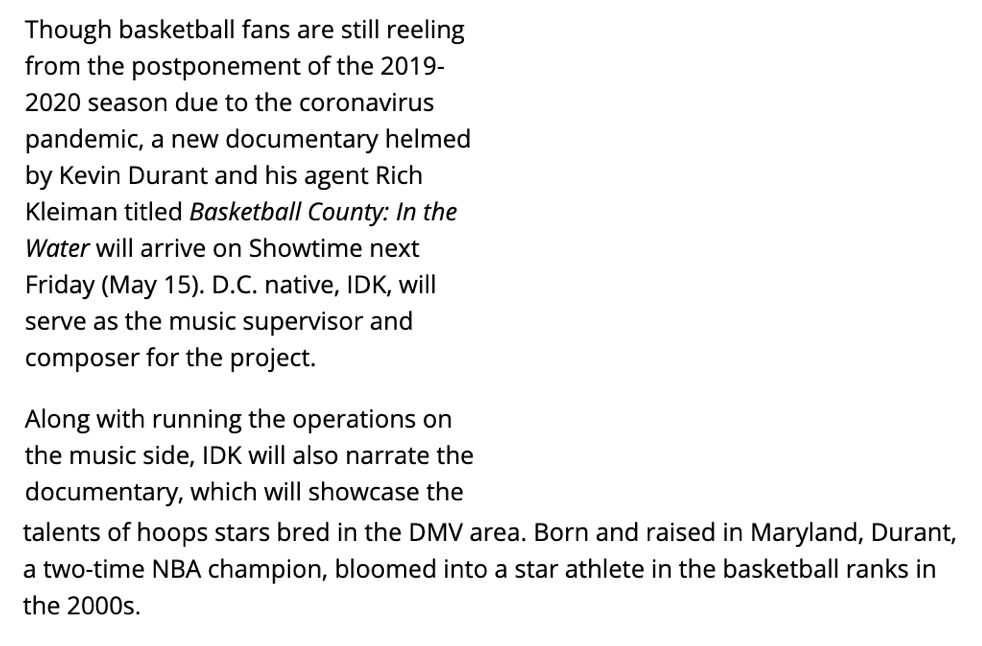 Though basketball fans are still reeling
from the postponement of the 2019-
2020 season due to the coronavirus
pandemic, a new documentary helmed
by Kevin Durant and his agent Rich
Kleiman titled Basketball County: In the
Water will arrive on Showtime next
Friday (May 15). D.C. native, IDK, will
serve as the music supervisor and
composer for the project.
Along with running the operations on
the music side, IDK will also narrate the
documentary, which will showcase the
talents of hoops stars bred in the DMV area. Born and raised in Maryland, Durant,
a two-time NBA champion, bloomed into a star athlete in the basketball ranks in
the 2000s.